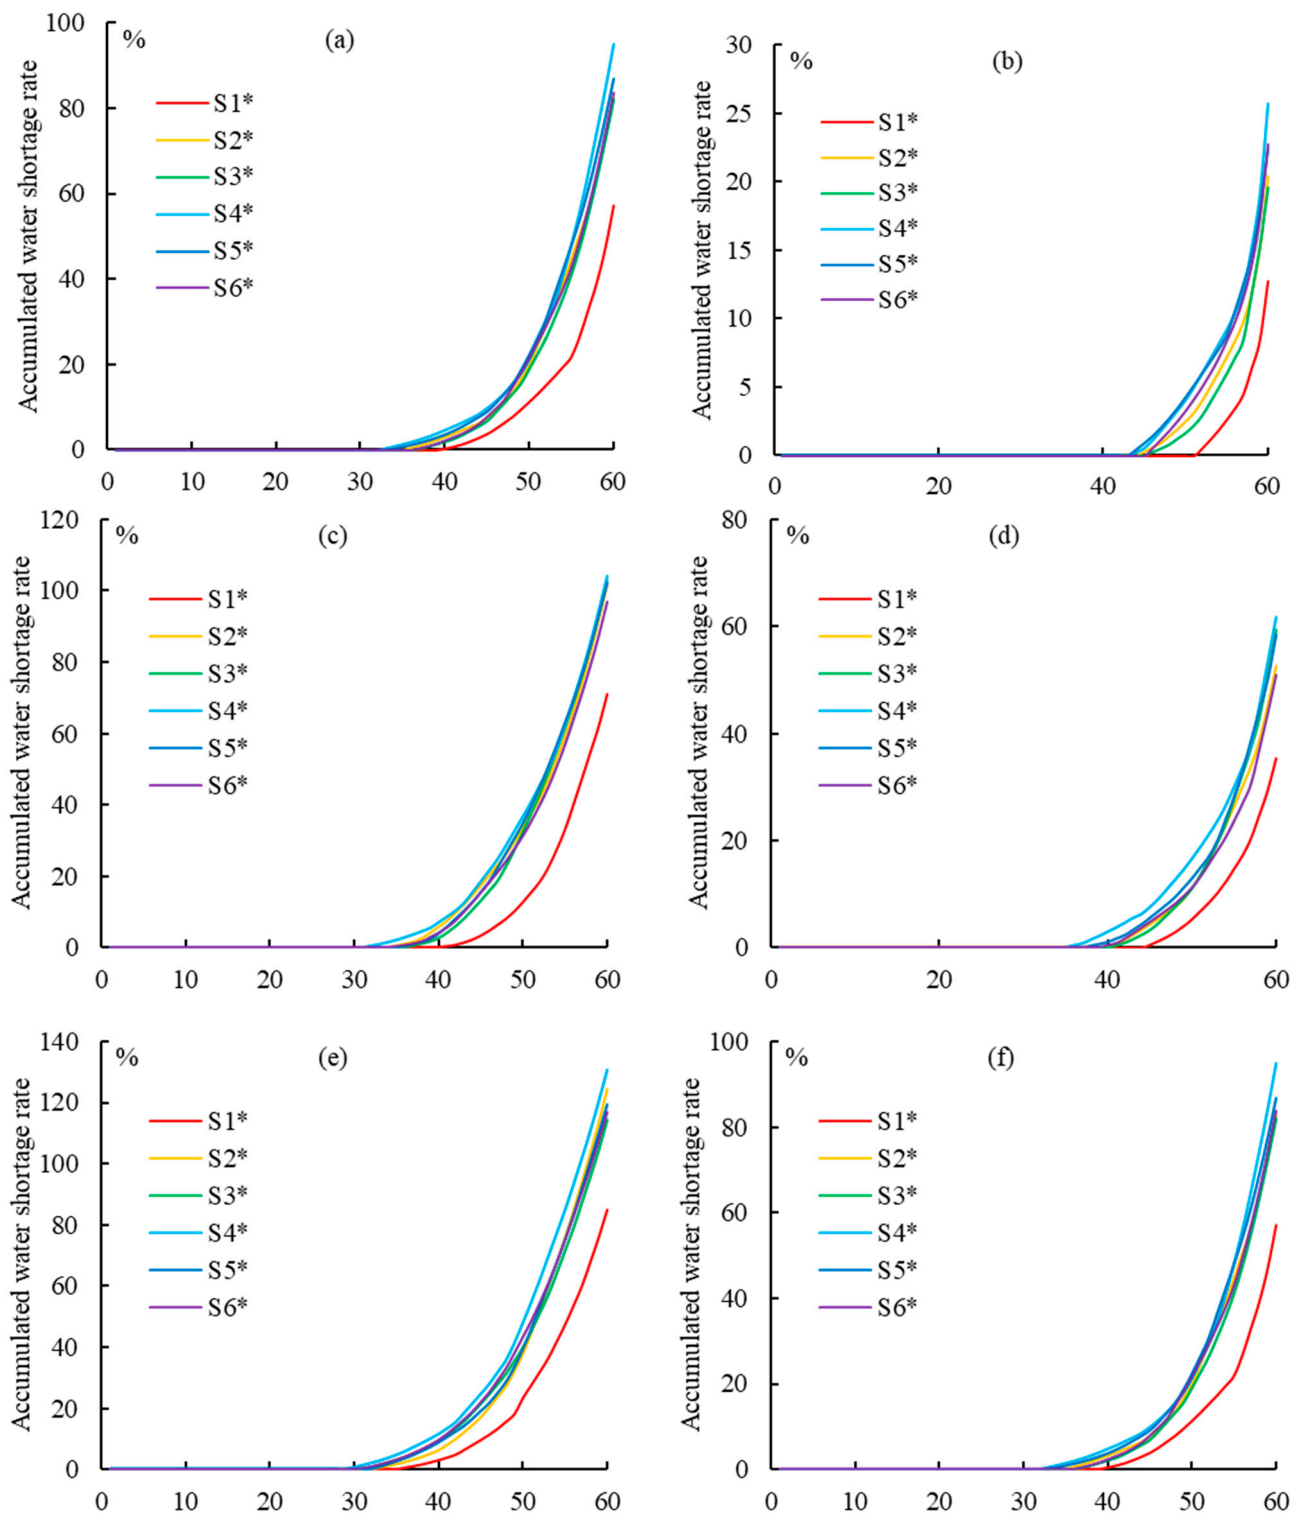 % (a)
Accumulated water shortage rate
100
80
60
40
20
0
S1*
S2*
S3*
S4*
S5*
S6*
0 10 20 30 40 50 60
% (b)
Accumulated water shortage rate
30
25
20
15
10
5
0
S1*
S2*
S3*
S4*
S5*
S6*
0 20 40 60
% (c)
Accumulated water shortage rate
120
100
80
60
40
20
0
S1*
S2*
S3*
S4*
S5*
S6*
0 10 20 30 40 50 60
% (d)
Accumulated water shortage rate
80
60
40
20
0
S1*
S2*
S3*
S4*
S5*
S6*
0 20 40 60
% (e)
Accumulated water shortage rate
140
120
100
80
60
40
20
0
S1*
S2*
S3*
S4*
S5*
S6*
0 10 20 30 40 50 60
% (f)
Accumulated water shortage rate
100
80
60
40
20
0
S1*
S2*
S3*
S4*
S5*
S6*
0 10 20 30 40 50 60